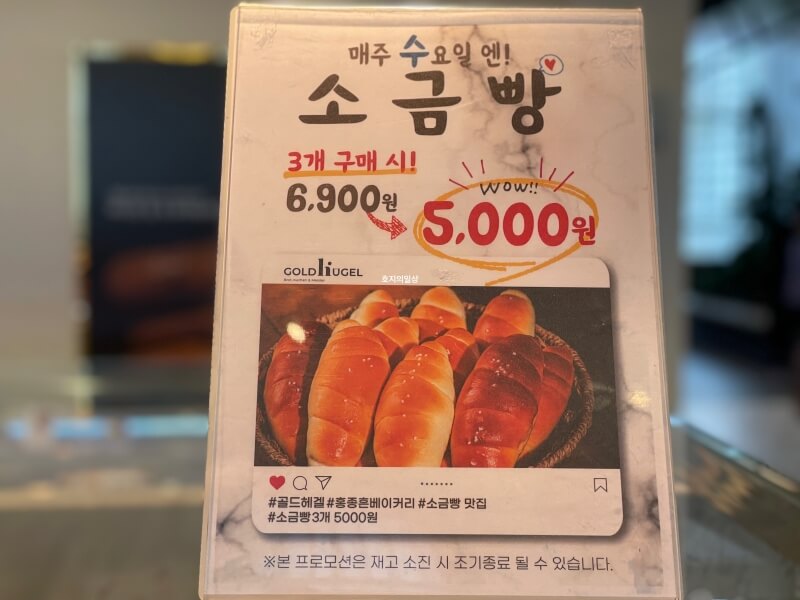 매주 수요일 엔!
소금빵
3개 구매 시!
6,900원
WOW!!
5,000원
GOLD HUGEL
호지의일상
#골드헤겔 #홍종흔베이커리 #소금빵 맛집
#소금빵3개 5000원
※본 프로모션은 재고 소진 시 조기종료 될 수 있습니다.